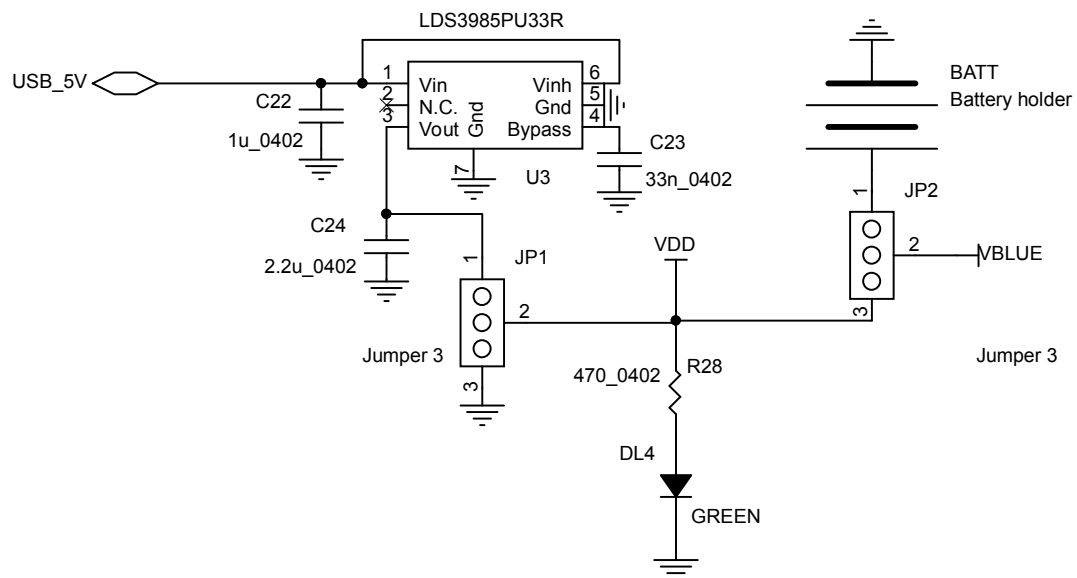 LDS3985PU33R
USB_5V
1
2
3
Vin
N.C.
Vout
Gnd
Vinh
Gnd
Bypass
6
5
4
7
U3
C22
1u_0402
C23
33n_0402
C24
2.2u_0402
1
JP1
2
3
Jumper 3
VDD
470_0402
R28
DL4
GREEN
BATT
Battery holder
1
JP2
2
VBLUE
3
Jumper 3